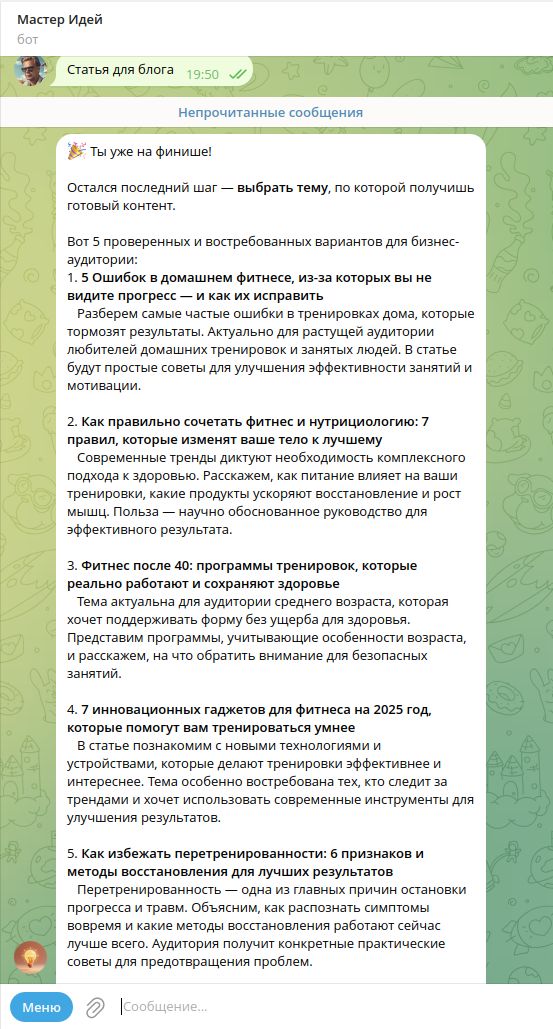 Мастер Идей
бот
Статья для блога 19:50
Непрочитанные сообщения
🎉 Ты уже на финише!
Остался последний шаг — выбрать тему, по которой получишь
готовый контент.
Вот 5 проверенных и востребованных вариантов для бизнес-
аудитории:
1. 5 Ошибок в домашнем фитнесе, из-за которых вы не
видите прогресс — и как их исправить
Разберем самые частые ошибки в тренировках дома, которые
тормозят результаты. Актуально для растущей аудитории
любителей домашних тренировок и занятых людей. В статье
будут простые советы для улучшения эффективности занятий и
мотивации.
2. Как правильно сочетать фитнес и нутрициологию: 7
правил, которые изменят ваше тело к лучшему
Современные тренды диктуют необходимость комплексного
подхода к здоровью. Расскажем, как питание влияет на ваши
тренировки, какие продукты ускоряют восстановление и рост
мышц. Польза — научно обоснованное руководство для
эффективного результата.
3. Фитнес после 40: программы тренировок, которые
реально работают и сохраняют здоровье
Тема актуальна для аудитории среднего возраста, которая
хочет поддерживать форму без ущерба для здоровья.
Представим программы, учитывающие особенности возраста,
и расскажем, на что обратить внимание для безопасных
занятий.
4. 7 инновационных гаджетов для фитнеса на 2025 год,
которые помогут вам тренироваться умнее
В статье познакомим с новыми технологиями и
устройствами, которые делают тренировки эффективнее и
интереснее. Тема особенно востребована тех, кто следит за
трендами и хочет использовать современные инструменты для
улучшения результатов.
5. Как избежать перетренированности: 6 признаков и
методы восстановления для лучших результатов
Перетренированность — одна из главных причин остановки
прогресса и травм. Объясним, как распознать симптомы
вовремя и какие методы восстановления работают сейчас
лучше всего. Аудитория получит конкретные практические
советы для предотвращения проблем.
Меню
Сообщение...